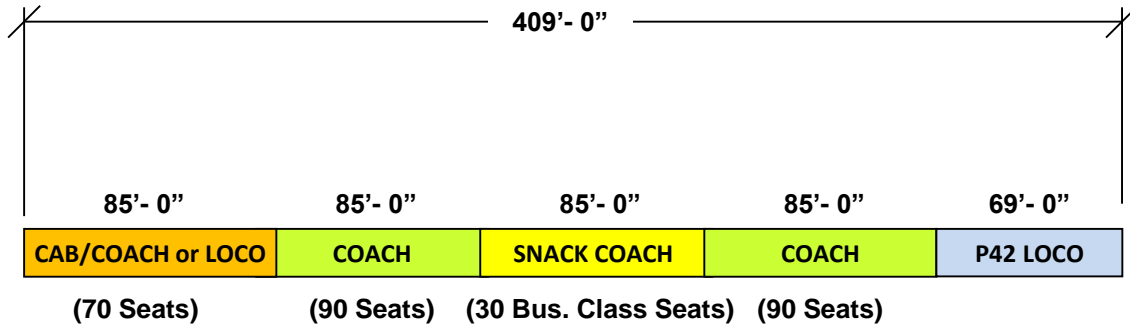 409’- 0”
85’- 0” 85’- 0” 85’- 0” 85’- 0” 69’- 0”
CAB/COACH or LOCO COACH SNACK COACH COACH P42 LOCO
(70 Seats) (90 Seats) (30 Bus. Class Seats) (90 Seats)